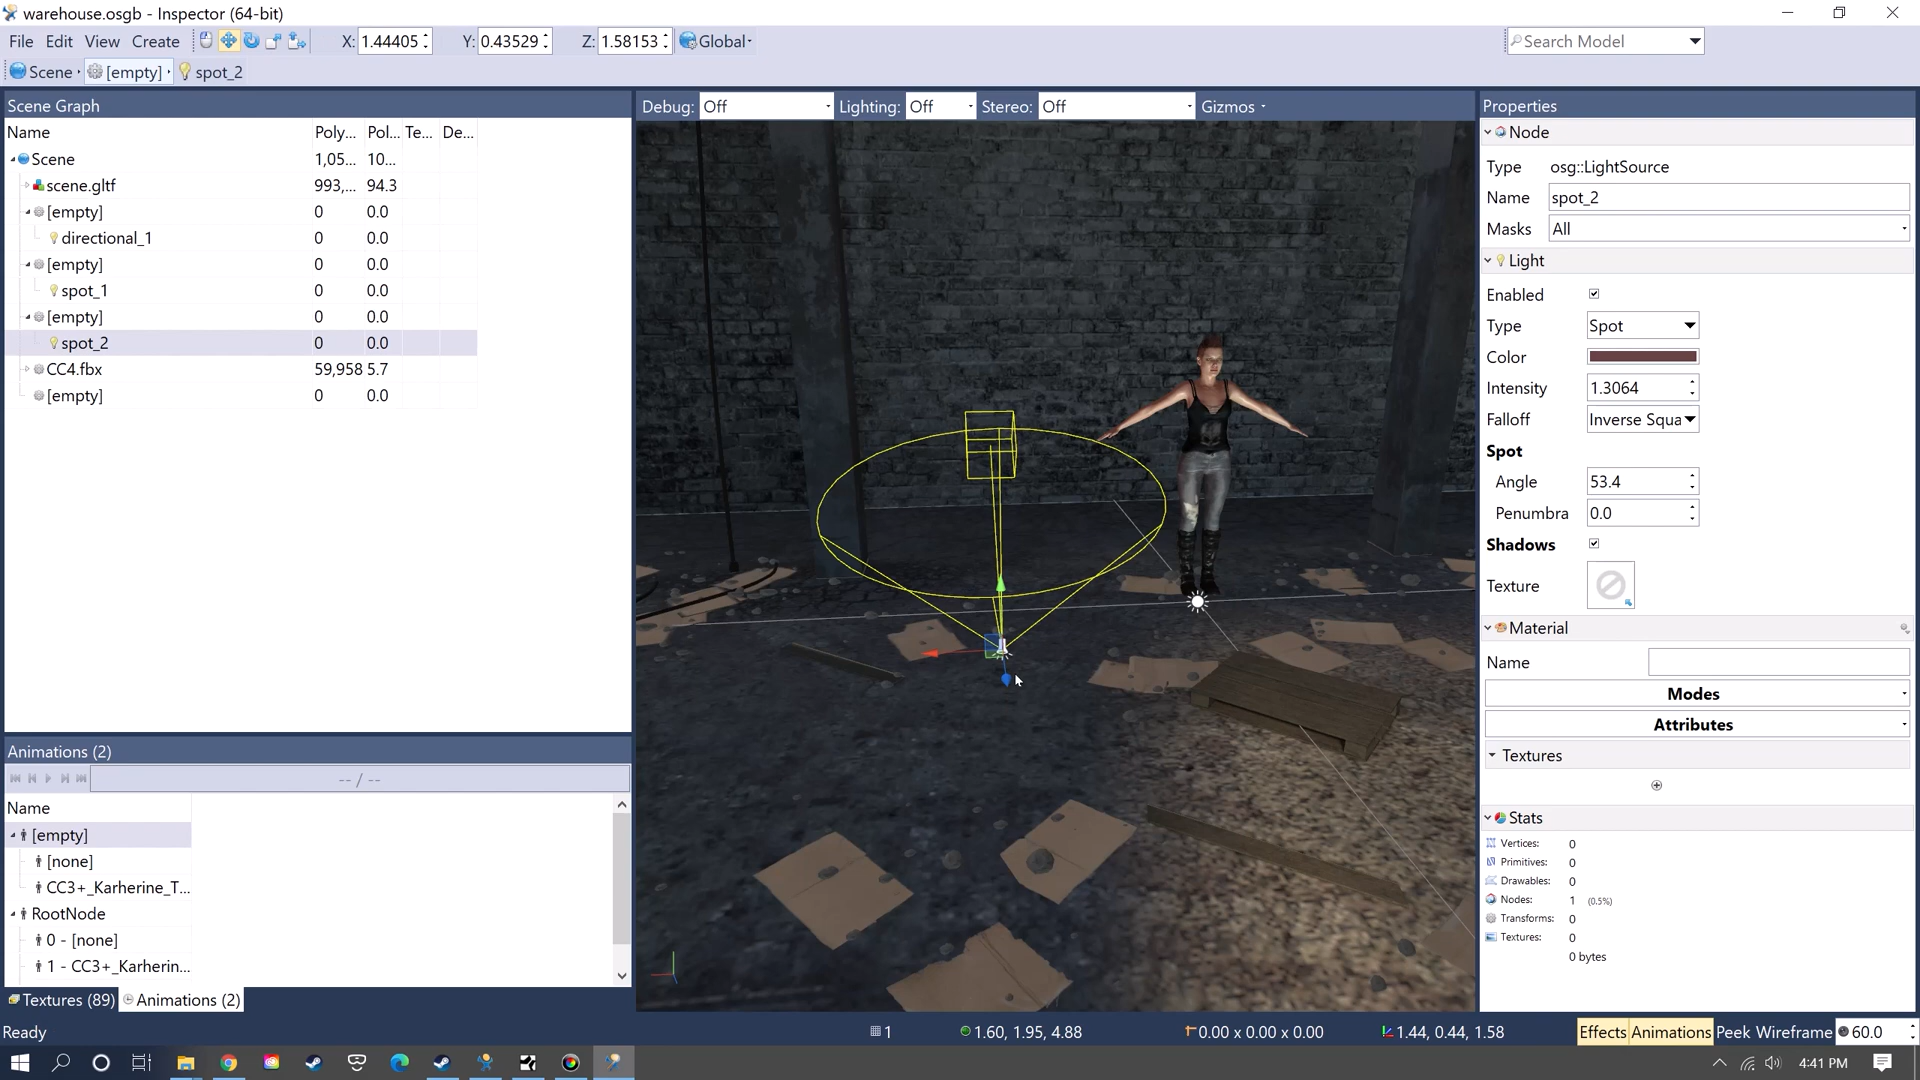 warehouse.osgb - Inspector (64-bit)
File Edit View Create X: 1.44405 Y: 0.43529 Z: 1.58153 Global Search Model
Scene [empty] spot_2
Scene Graph
Name Poly... Pol... Te... De...
Scene 1,05... 10...
scene.gltf 993,... 94.3
[empty] 0 0.0
directional_1 0 0.0
[empty] 0 0.0
spot_1 0 0.0
[empty] 0 0.0
spot_2 0 0.0
CC4.fbx 59,958 5.7
[empty] 0 0.0
Animations (2)
-- / --
Name
[empty]
[none]
CC3+_Karherine_T...
RootNode
0 - [none]
1 - CC3+_Karherin...
Textures (89) Animations (2)
Debug: Off Lighting: Off Stereo: Off Gizmos
Properties
Node
Type osg::LightSource
Name spot_2
Masks All
Light
Enabled
Type Spot
Color
Intensity 1.3064
Falloff Inverse Squa
Spot
Angle 53.4
Penumbra 0.0
Shadows
Texture
Material
Name
Modes
Attributes
Textures
Stats
Vertices: 0
Primitives: 0
Drawables: 0
Nodes: 1 (0.5%)
Transforms: 0
Textures: 0
0 bytes
Ready 1 1.60, 1.95, 4.88 0.00 x 0.00 x 0.00 1.44, 0.44, 1.58 Effects Animations Peek Wireframe 60.0
4:41 PM